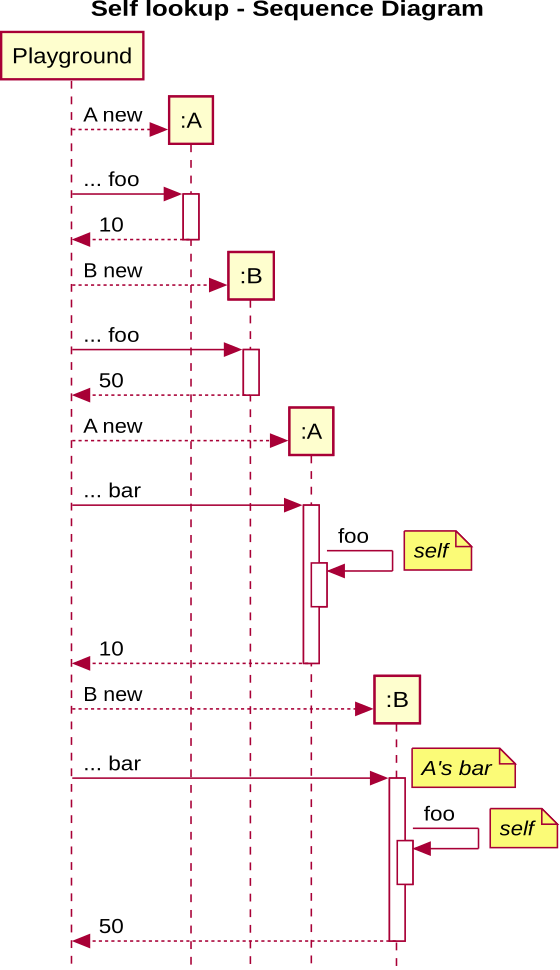 Self lookup - Sequence Diagram
Playground
A new
:A
... foo
10
B new
:B
... foo
50
A new
:A
... bar
foo
self
10
B new
:B
... bar
A's bar
foo
self
50